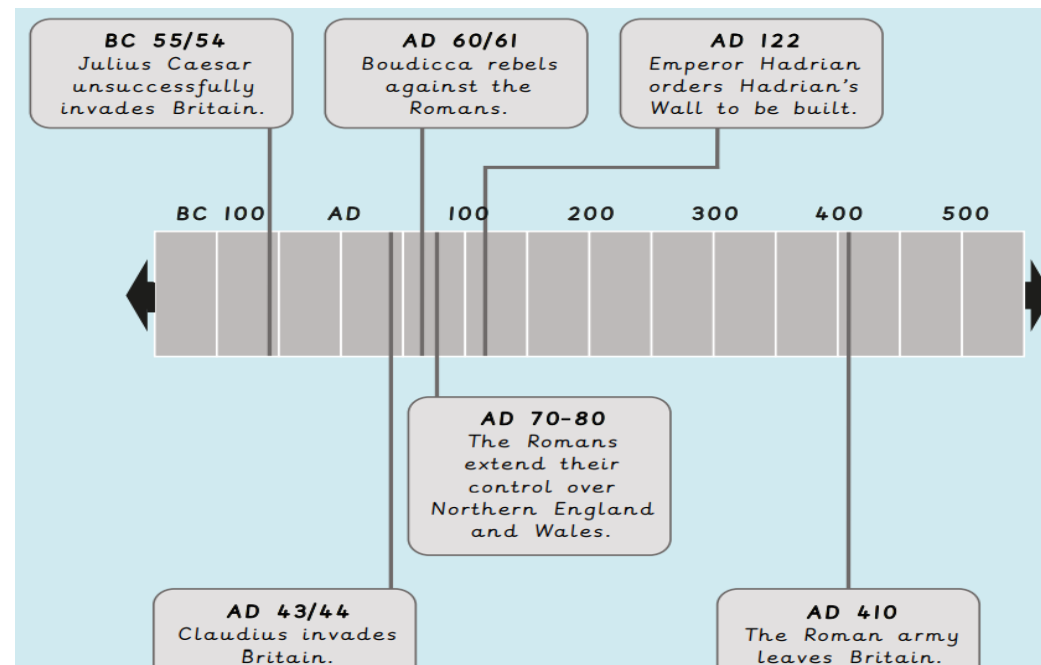 BC 55/54
Julius Caesar
unsuccessfully
invades Britain.
AD 60/61
Boudicca rebels
against the
Romans.
AD 122
Emperor Hadrian
orders Hadrian's
Wall to be built.
BC 100 AD 100 200 300 400 500
AD 70-80
The Romans
extend their
control over
Northern England
and Wales.
AD 43/44
Claudius invades
Britain.
AD 410
The Roman army
leaves Britain.